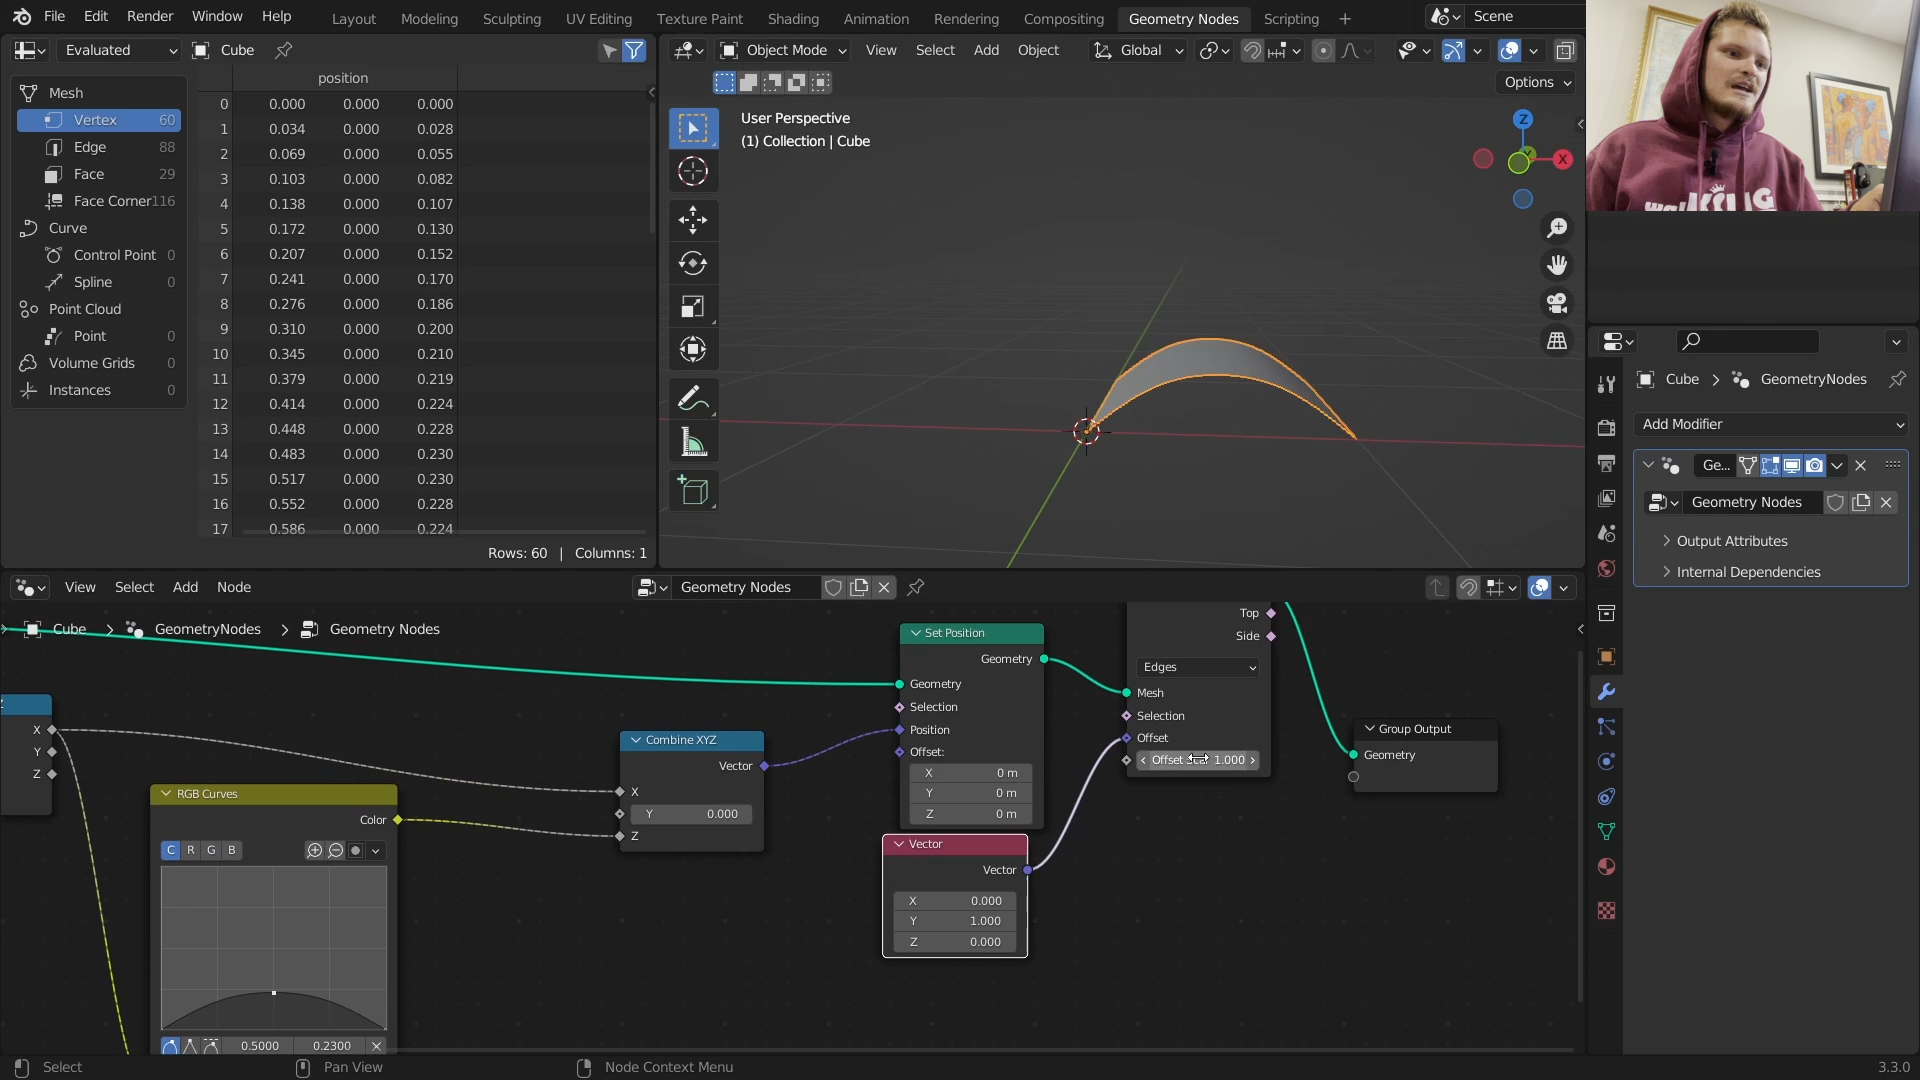 File Edit Render Window Help Layout Modeling Sculpting UV Editing Texture Paint Shading Animation Rendering Compositing Geometry Nodes Scripting + Scene
Evaluated Cube
Object Mode View Select Add Object Global
Options
position
Mesh
Vertex 60
Edge 88
Face 29
Face Corner 116
Curve
Control Point 0
Spline 0
Point Cloud
Point 0
Volume Grids 0
Instances 0
0 0.000 0.000 0.000
1 0.034 0.000 0.028
2 0.069 0.000 0.055
3 0.103 0.000 0.082
4 0.138 0.000 0.107
5 0.172 0.000 0.130
6 0.207 0.000 0.152
7 0.241 0.000 0.170
8 0.276 0.000 0.186
9 0.310 0.000 0.200
10 0.345 0.000 0.210
11 0.379 0.000 0.219
12 0.414 0.000 0.224
13 0.448 0.000 0.228
14 0.483 0.000 0.230
15 0.517 0.000 0.230
16 0.552 0.000 0.228
17 0.586 0.000 0.224
Rows: 60 | Columns: 1
User Perspective
(1) Collection | Cube
Z
X
Cube > GeometryNodes
Add Modifier
Ge...
Geometry Nodes
Output Attributes
Internal Dependencies
View Select Add Node Geometry Nodes
Cube > GeometryNodes > Geometry Nodes
X
Y
Z
RGB Curves
Color
C R G B
0.5000 0.2300
Combine XYZ
Vector
X
Y 0.000
Z
Set Position
Geometry
Geometry
Selection
Position
Offset:
X 0 m
Y 0 m
Z 0 m
Vector
Vector
X 0.000
Y 1.000
Z 0.000
Top
Side
Edges
Mesh
Selection
Offset
Offset 1.000
Group Output
Geometry
Select Pan View Node Context Menu 3.3.0